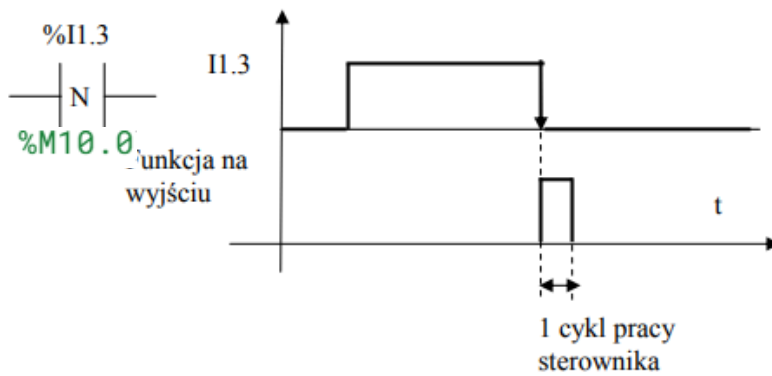 %I1.3
N
%M10.0
I1.3
unkcja na
wyjściu
t
1 cykl pracy
sterownika